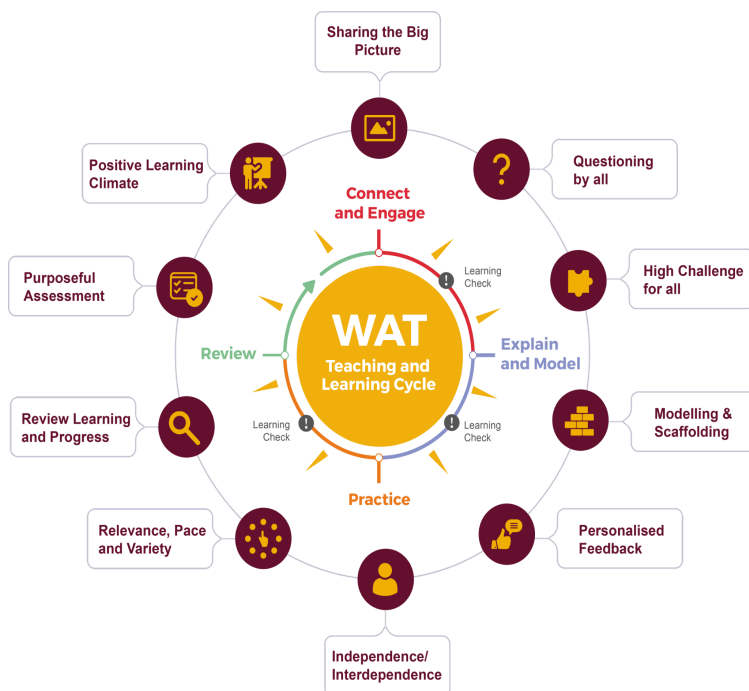 Sharing the Big
Picture
Positive Learning
Climate
Questioning
by all
Connect
and Engage
Learning
Check
Purposeful
Assessment
High Challenge
for all
WAT
Teaching and
Learning Cycle
Review
Explain
and Model
Review Learning
and Progress
Learning
Check
Learning
Check
Modelling &
Scaffolding
Practice
Relevance, Pace
and Variety
Personalised
Feedback
Independence/
Interdependence